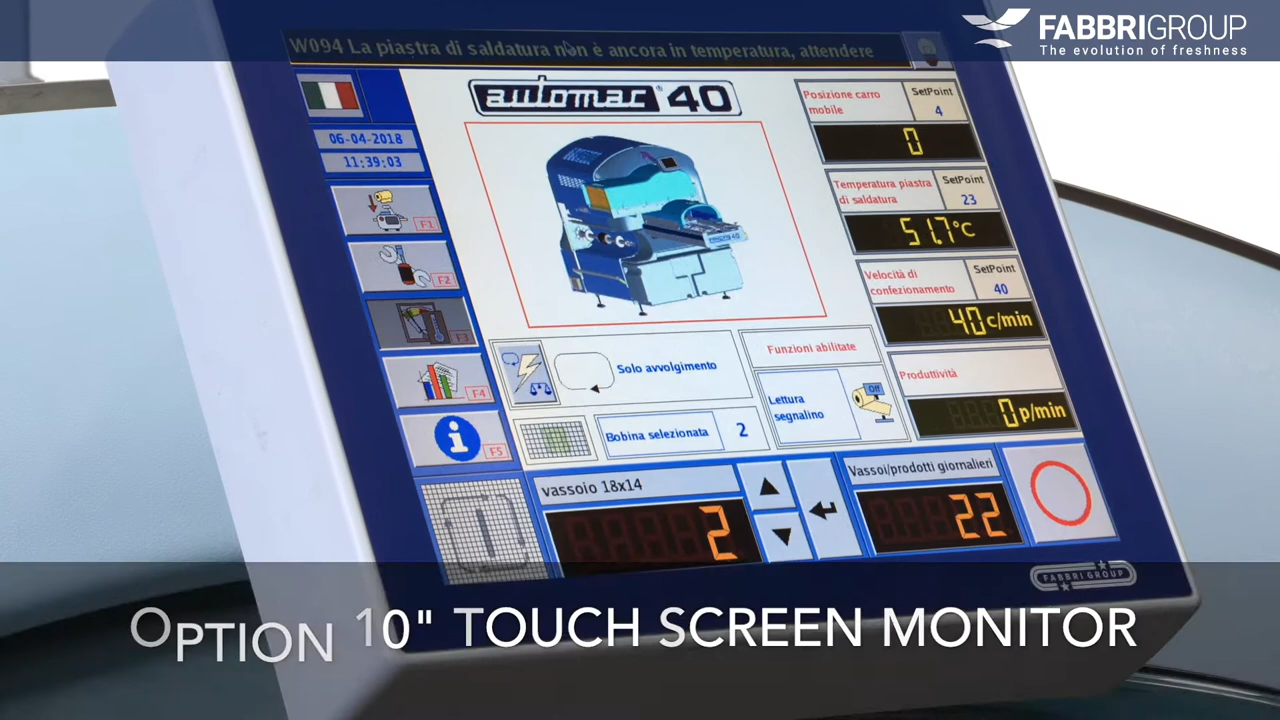 FABBRIGROUP
The evolution of freshness
W094 La piastra di saldatura non è ancora in temperatura, attendere
automac® 40
06-04-2018
11:39:03
F1
F2
F3
F4
F5
Posizione carro
mobile
SetPoint
4
0
Temperatura piastra
di saldatura
SetPoint
23
51.7°C
Velocità di
confezionamento
SetPoint
40
40 c/min
Produttività
0 p/min
Solo avvolgimento
Funzioni abilitate
Bobina selezionata
2
Lettura
segnalino
Off
vassoio 18x14
2
Vassoi/prodotti giornalieri
22
FABBRI GROUP
OPTION 10" TOUCH SCREEN MONITOR